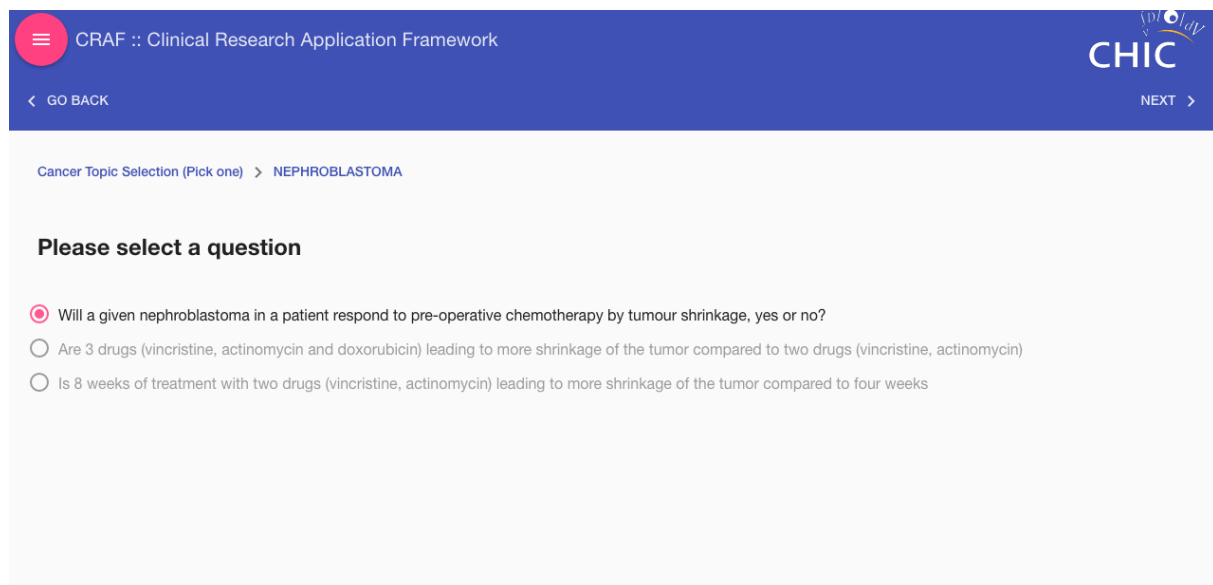 CRAF :: Clinical Research Application Framework
CHIC
GO BACK
NEXT
Cancer Topic Selection (Pick one) > NEPHROBLASTOMA
Please select a question
Will a given nephroblastoma in a patient respond to pre-operative chemotherapy by tumour shrinkage, yes or no?
Are 3 drugs (vincristine, actinomycin and doxorubicin) leading to more shrinkage of the tumor compared to two drugs (vincristine, actinomycin)
Is 8 weeks of treatment with two drugs (vincristine, actinomycin) leading to more shrinkage of the tumor compared to four weeks